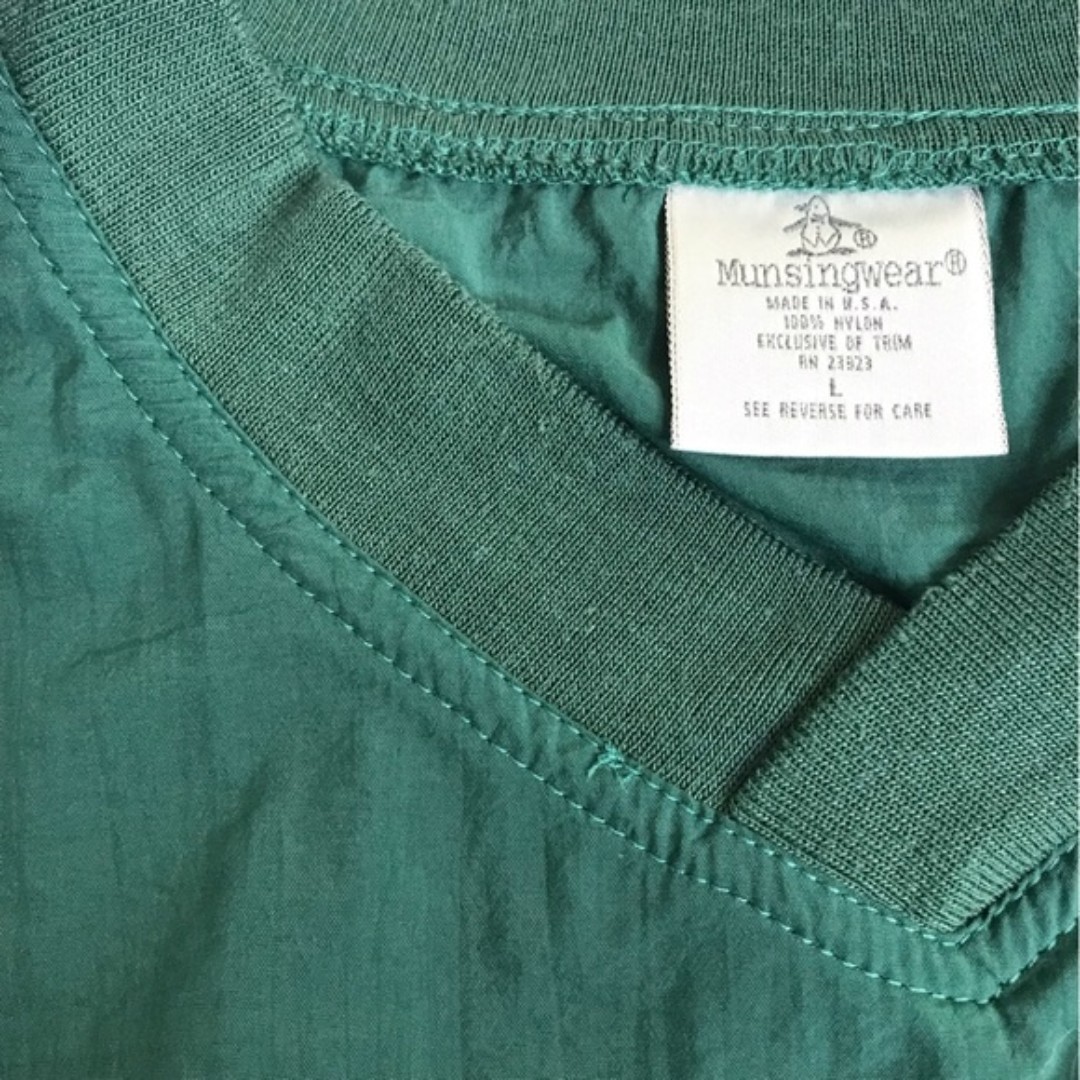 Munsingwear®
MADE IN U.S.A.
100% NYLON
EXCLUSIVE OF TRIM
RN 23923
L
SEE REVERSE FOR CARE